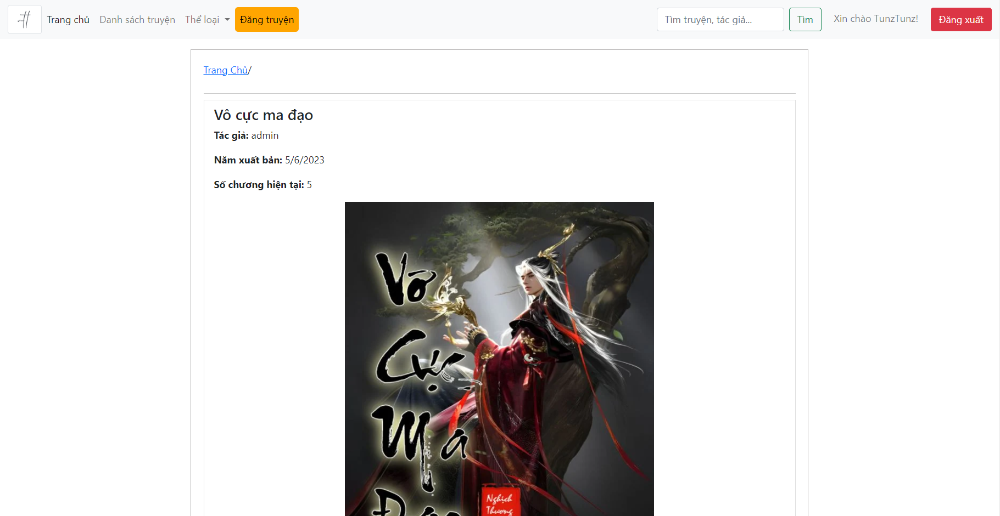 Trang chủ Danh sách truyện Thể loại Đăng truyện Tìm truyện, tác giả... Tìm Xin chào TunzTunz! Đăng xuất
Trang Chủ/
Vô cực ma đạo
Tác giả: admin
Năm xuất bản: 5/6/2023
Số chương hiện tại: 5
Vô
Cực
Ma
Nghịch
Thương